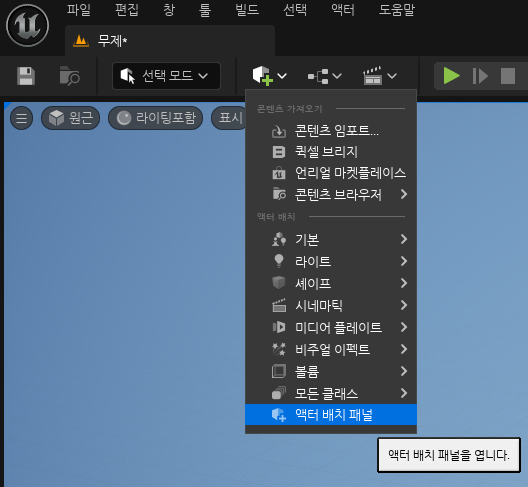 파일 편집 창 툴 빌드 선택 액터 도움말
무제*
선택 모드
원근 라이팅포함 표시
콘텐츠 가져오기
콘텐츠 임포트...
퀵셀 브리지
언리얼 마켓플레이스
콘텐츠 브라우저
액터 배치
기본
라이트
셰이프
시네마틱
미디어 플레이트
비주얼 이펙트
볼륨
모든 클래스
액터 배치 패널
액터 배치 패널을 엽니다.